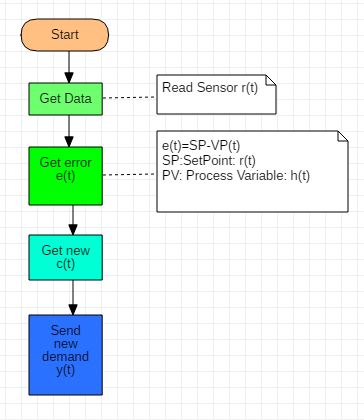 Start
Get Data
Read Sensor r(t)
Get error
e(t)
e(t)=SP-VP(t)
SP:SetPoint: r(t)
PV: Process Variable: h(t)
Get new
c(t)
Send
new
demand
y(t)